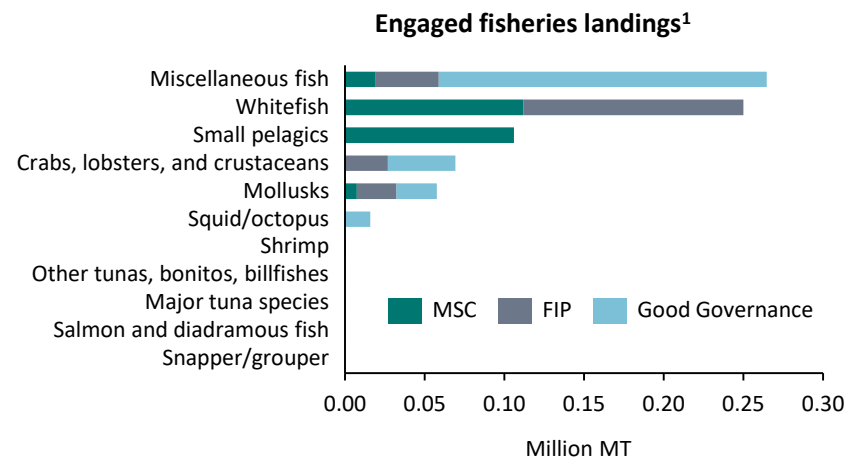 Engaged fisheries landings¹
Miscellaneous fish
Whitefish
Small pelagics
Crabs, lobsters, and crustaceans
Mollusks
Squid/octopus
Shrimp
Other tunas, bonitos, billfishes
Major tuna species
Salmon and diadramous fish
Snapper/grouper
MSC FIP Good Governance
0.00 0.05 0.10 0.15 0.20 0.25 0.30
Million MT